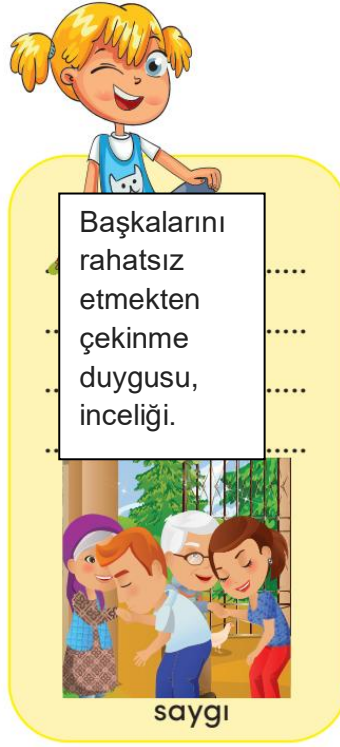 Başkalarını
rahatsız
etmekten
çekinme
duygusu,
inceliği.
saygı